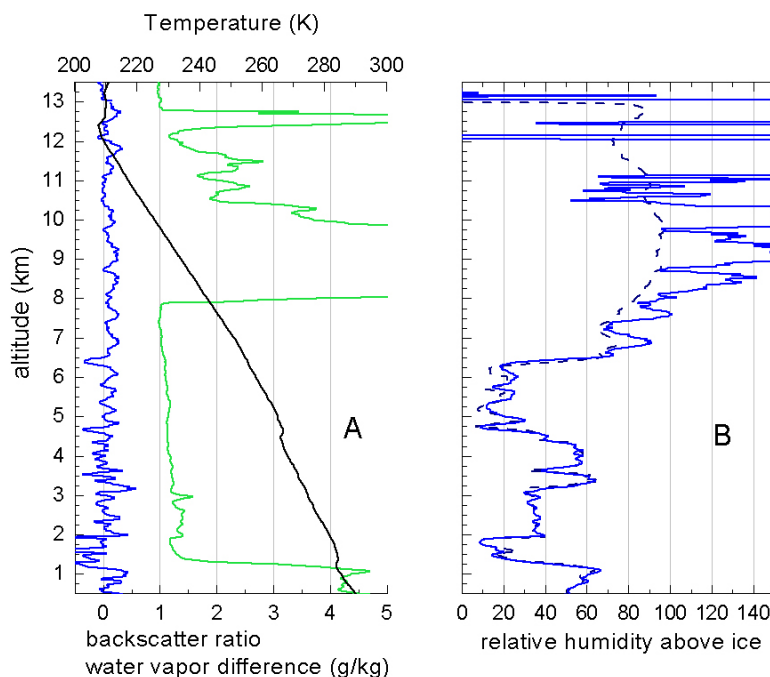 Temperature (K)
200 220 240 260 280 300
13
12
11
10
9
8
7
6
5
4
3
2
1
altitude (km)
A
0 1 2 3 4 5
backscatter ratio
water vapor difference (g/kg)
B
0 20 40 60 80 100 120 140
relative humidity above ice